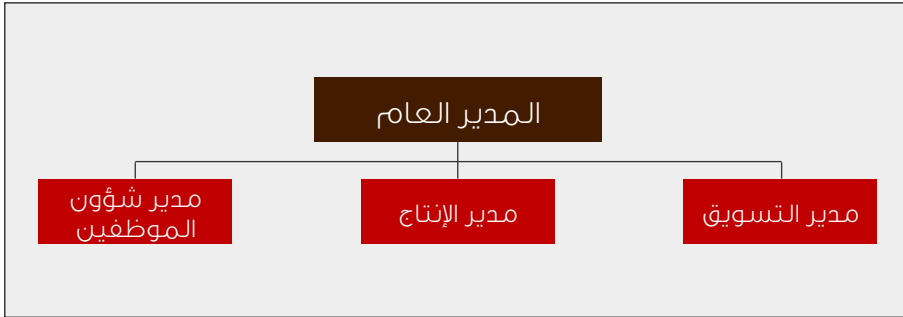 المدير العام
مدير التسويق
مدير الإنتاج
مدير شؤون
الموظفين